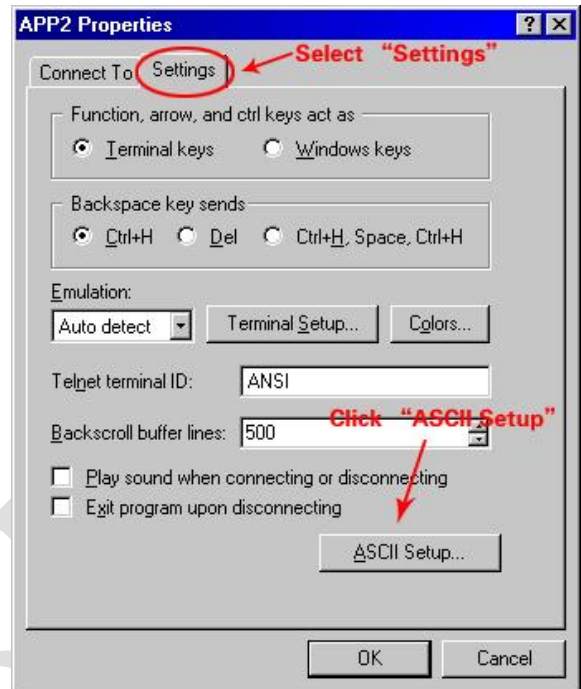 APP2 Properties
Select “Settings”
Connect To Settings
Function, arrow, and ctrl keys act as
Terminal keys Windows keys
Backspace key sends
Ctrl+H Del Ctrl+H, Space, Ctrl+H
Emulation:
Auto detect Terminal Setup... Colors...
Telnet terminal ID: ANSI
Click “ASCII Setup”
Backscroll buffer lines: 500
Play sound when connecting or disconnecting
Exit program upon disconnecting
ASCII Setup...
OK Cancel